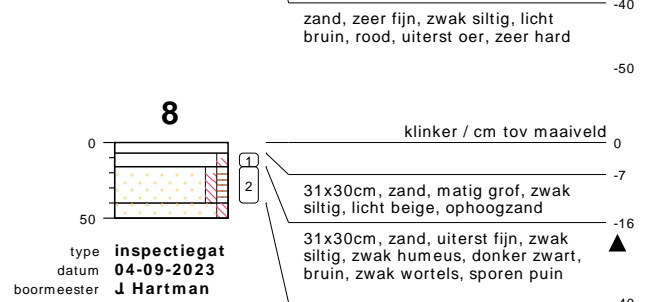 -40
zand, zeer fijn, zwak siltig, licht
bruin, rood, uiterst oer, zeer hard
-50
8
klinker / cm tov maaiveld
0
0
1
-7
2
31x30cm, zand, matig grof, zwak
siltig, licht beige, ophoogzand
50
-16
31x30cm, zand, uiterst fijn, zwak
siltig, zwak humeus, donker zwart,
bruin, zwak wortels, sporen puin
type inspectiegat
datum 04-09-2023
boormeester J Hartman
-40